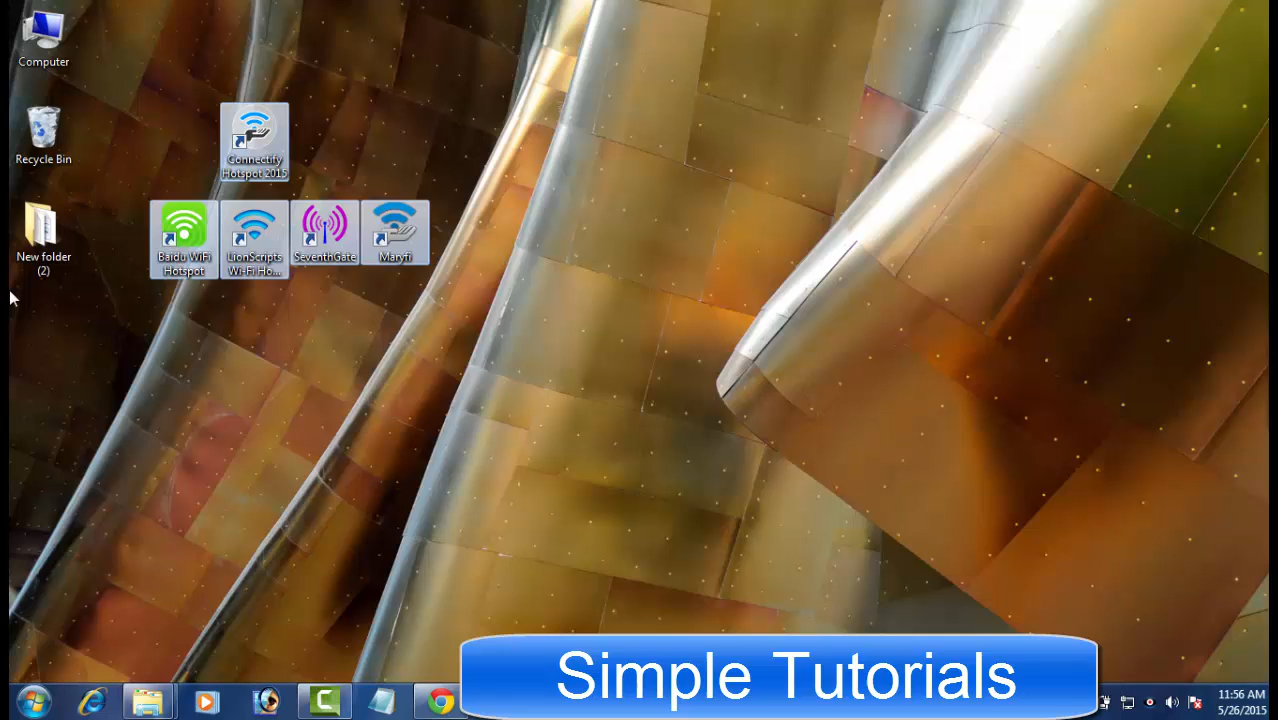 Computer
Recycle Bin
New folder
(2)
Connectify
Hotspot 2015
Baidu WiFi
Hotspot
LionScripts
Wi-Fi Ho...
SeventhGate
Maryfi
Simple Tutorials
11:56 AM
5/26/2015